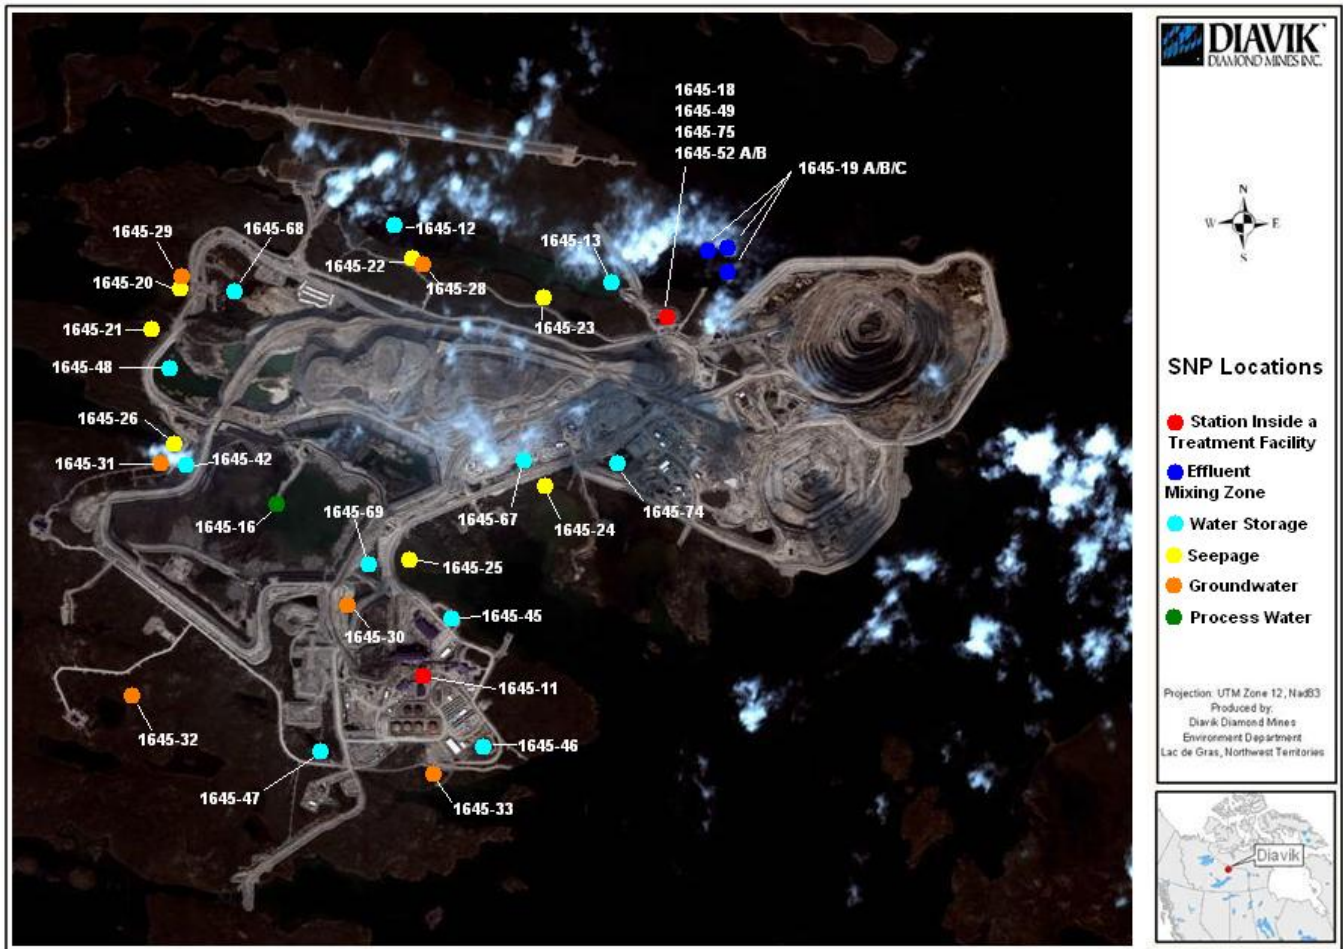 1645-18
1645-49
1645-75
1645-52 A/B
1645-19 A/B/C
1645-12
1645-29
1645-68
1645-13
1645-22
1645-20
1645-28
1645-23
1645-21
1645-48
1645-26
1645-31
1645-42
1645-16
1645-69
1645-67
1645-24
1645-74
1645-25
1645-45
1645-30
1645-11
1645-32
1645-46
1645-47
1645-33
DIAVIK
DIAMOND MINES INC.
N
W E
S
SNP Locations
Station Inside a
Treatment Facility
Effluent
Mixing Zone
Water Storage
Seepage
Groundwater
Process Water
Projection: UTM Zone 12, Nad83
Produced by:
Diavik Diamond Mines
Environment Department
Lac de Gras, Northwest Territories
Diavik